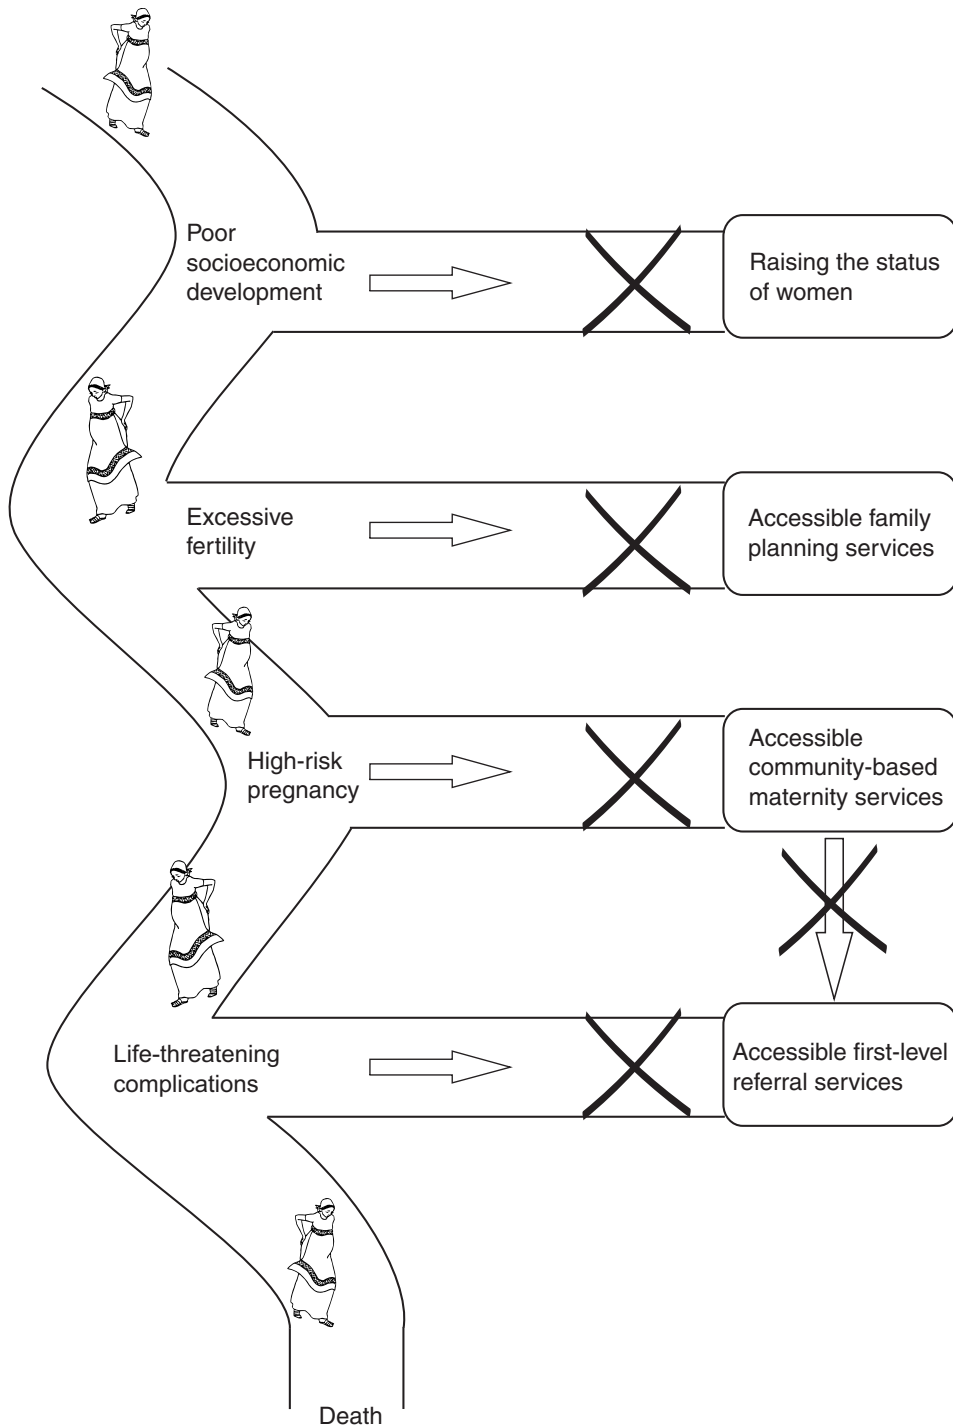 Poor
socioeconomic
development
Raising the status
of women
Excessive
fertility
Accessible family
planning services
High-risk
pregnancy
Accessible
community-based
maternity services
Life-threatening
complications
Accessible first-level
referral services
Death